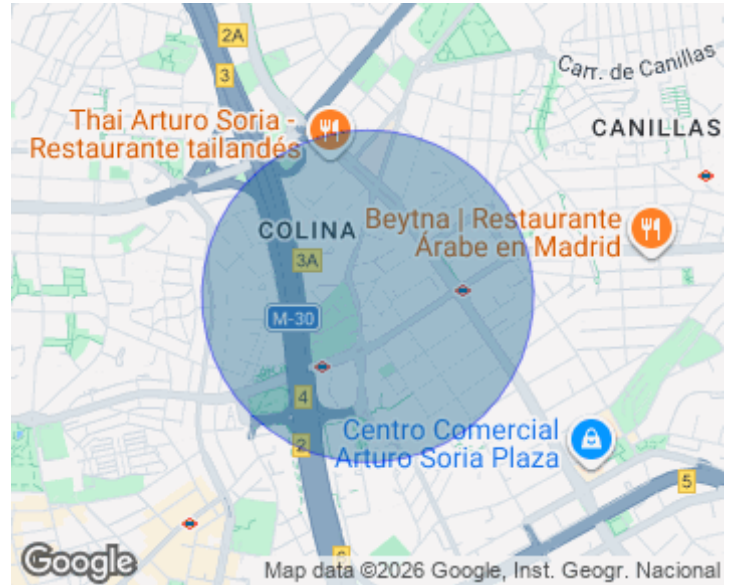 2A
3
Carr. de Canillas
Thai Arturo Soria -
Restaurante tailandés
CANILLAS
COLINA
Beytna | Restaurante
Árabe en Madrid
3A
M-30
4
2
Centro Comercial
Arturo Soria Plaza
5
6
Google
Map data ©2026 Google, Inst. Geogr. Nacional